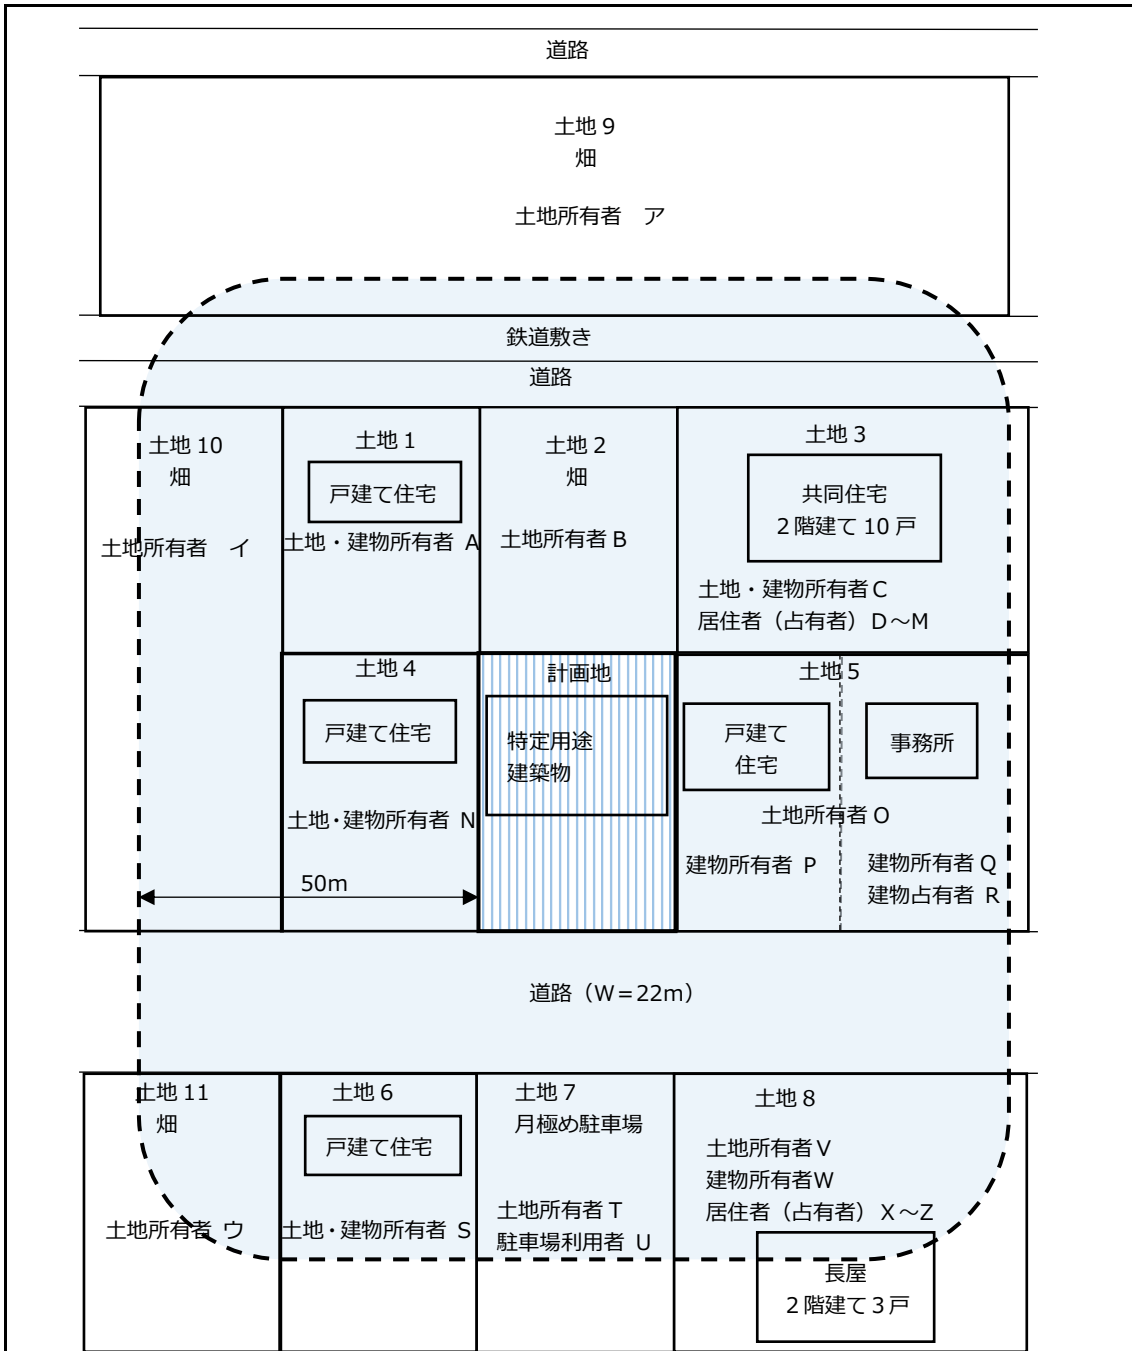 道路
土地９
畑
土地所有者　ア
鉄道敷き
道路
土地 10
畑
土地所有者　イ
土地１
戸建て住宅
土地・建物所有者 A
土地２
畑
土地所有者Ｂ
土地３
共同住宅
２階建て 10 戸
土地・建物所有者Ｃ
居住者（占有者）Ｄ～Ｍ
土地４
戸建て住宅
土地・建物所有者 N
50m
計画地
特定用途
建築物
土地５
戸建て
住宅
事務所
土地所有者Ｏ
建物所有者 P
建物所有者Ｑ
建物占有者 R
道路（Ｗ＝22m）
土地 11
畑
土地所有者 ウ
土地６
戸建て住宅
土地・建物所有者 S
土地７
月極め駐車場
土地所有者Ｔ
駐車場利用者 U
土地８
土地所有者Ｖ
建物所有者Ｗ
居住者（占有者）Ｘ～Ｚ
長屋
２階建て３戸